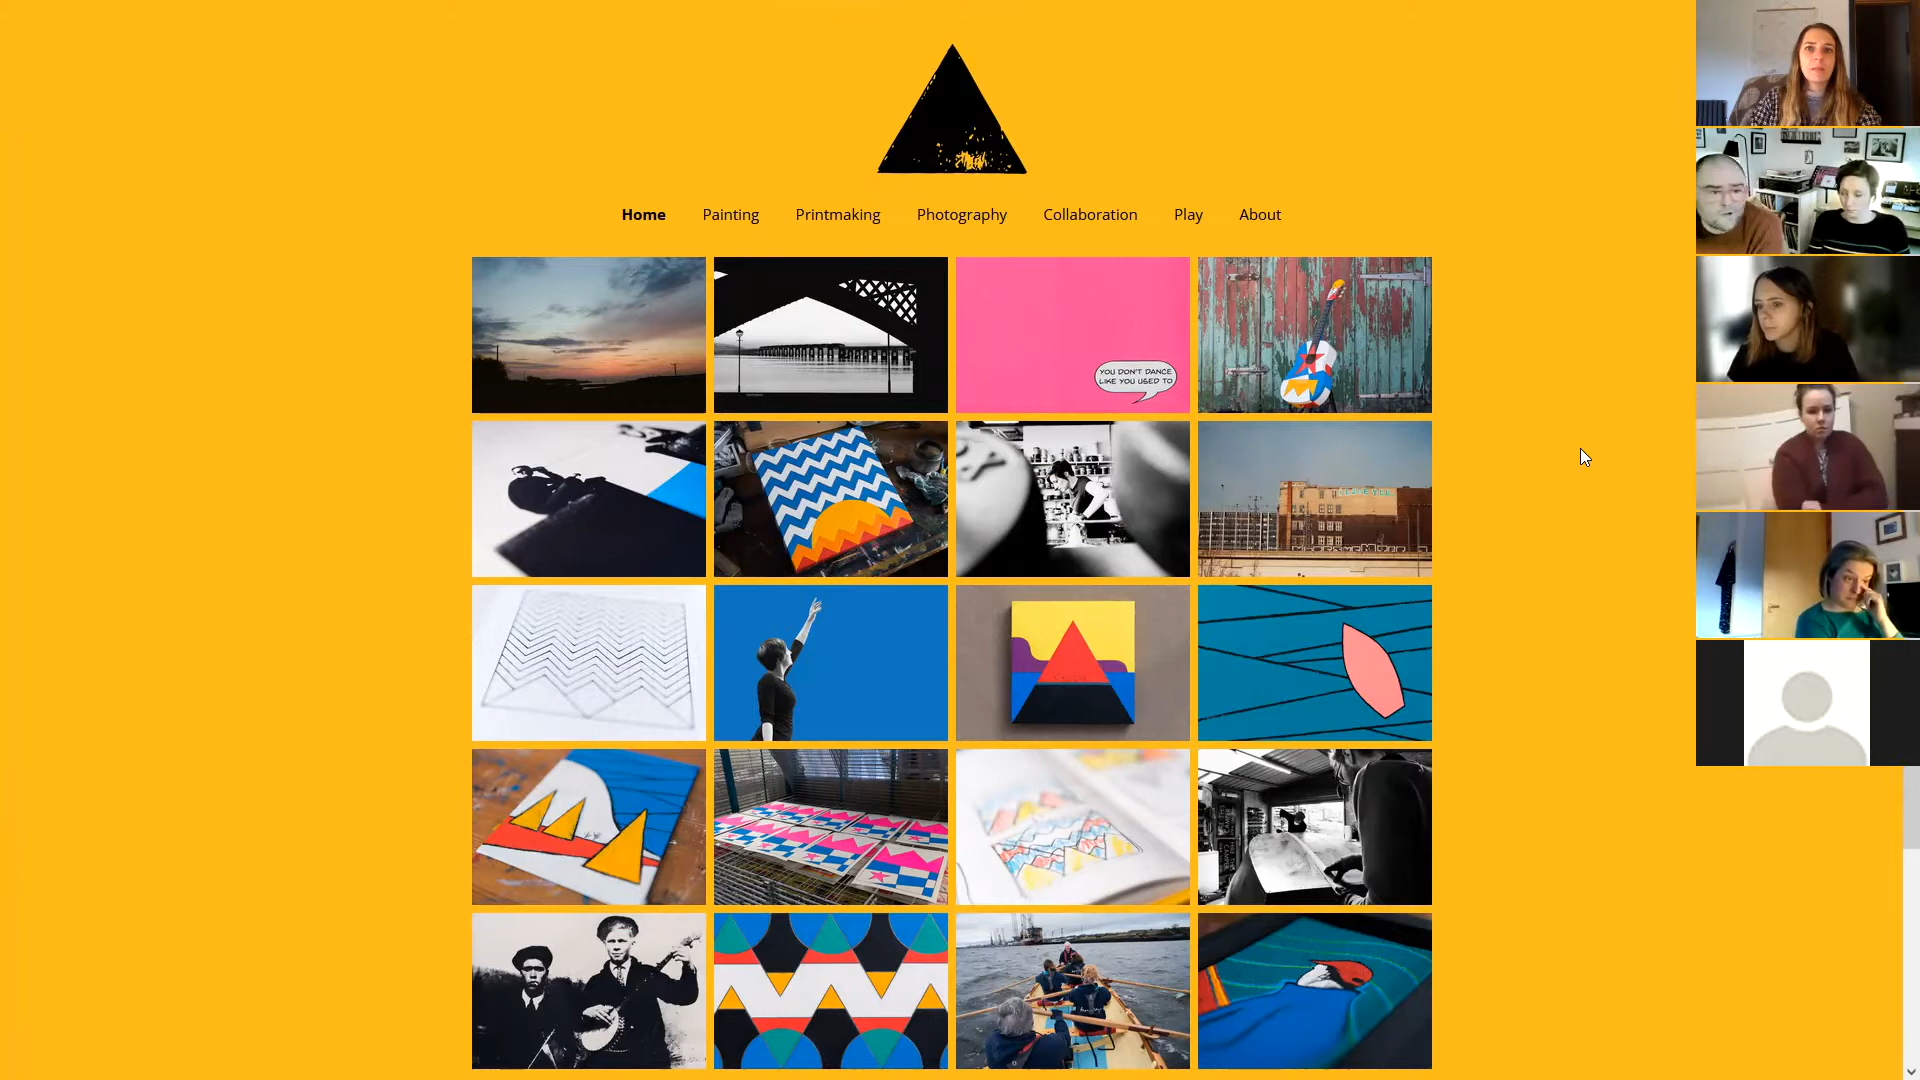 Home Painting Printmaking Photography Collaboration Play About
YOU DON'T DANCE
LIKE YOU USED TO